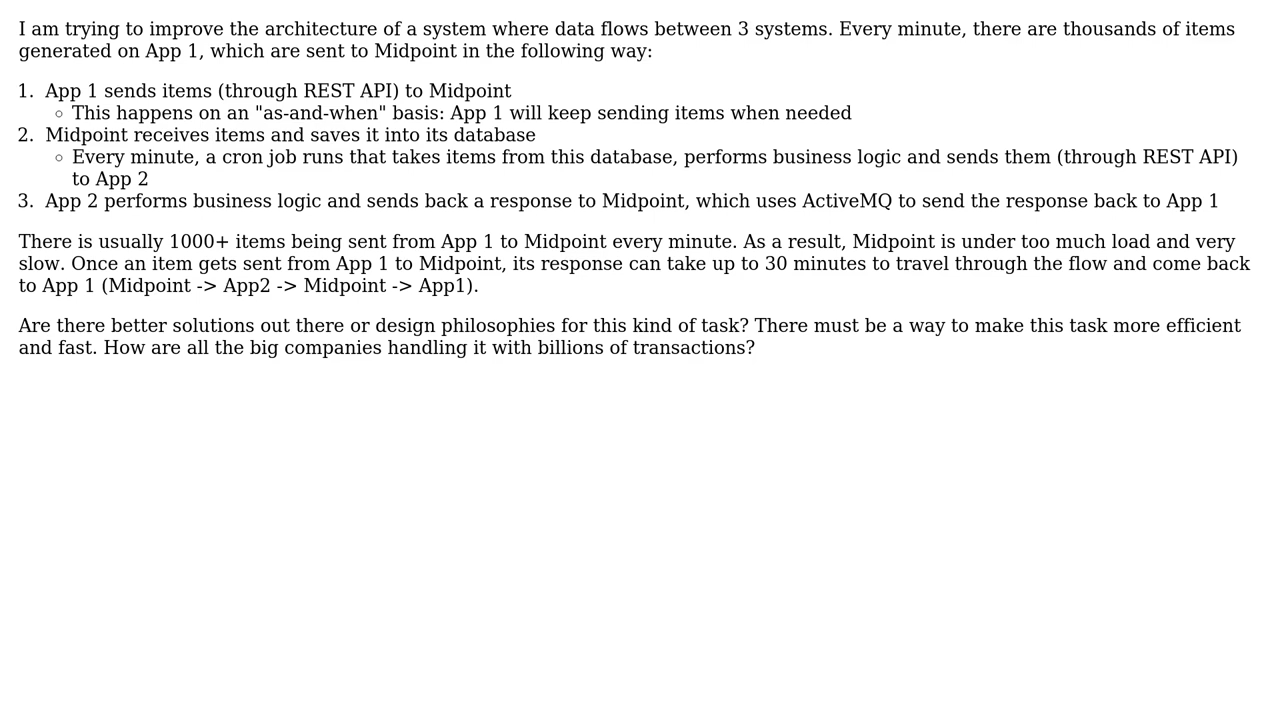 I am trying to improve the architecture of a system where data flows between 3 systems. Every minute, there are thousands of items
generated on App 1, which are sent to Midpoint in the following way:
1. App 1 sends items (through REST API) to Midpoint
◦ This happens on an "as-and-when" basis: App 1 will keep sending items when needed
2. Midpoint receives items and saves it into its database
◦ Every minute, a cron job runs that takes items from this database, performs business logic and sends them (through REST API)
to App 2
3. App 2 performs business logic and sends back a response to Midpoint, which uses ActiveMQ to send the response back to App 1
There is usually 1000+ items being sent from App 1 to Midpoint every minute. As a result, Midpoint is under too much load and very
slow. Once an item gets sent from App 1 to Midpoint, its response can take up to 30 minutes to travel through the flow and come back
to App 1 (Midpoint -> App2 -> Midpoint -> App1).
Are there better solutions out there or design philosophies for this kind of task? There must be a way to make this task more efficient
and fast. How are all the big companies handling it with billions of transactions?